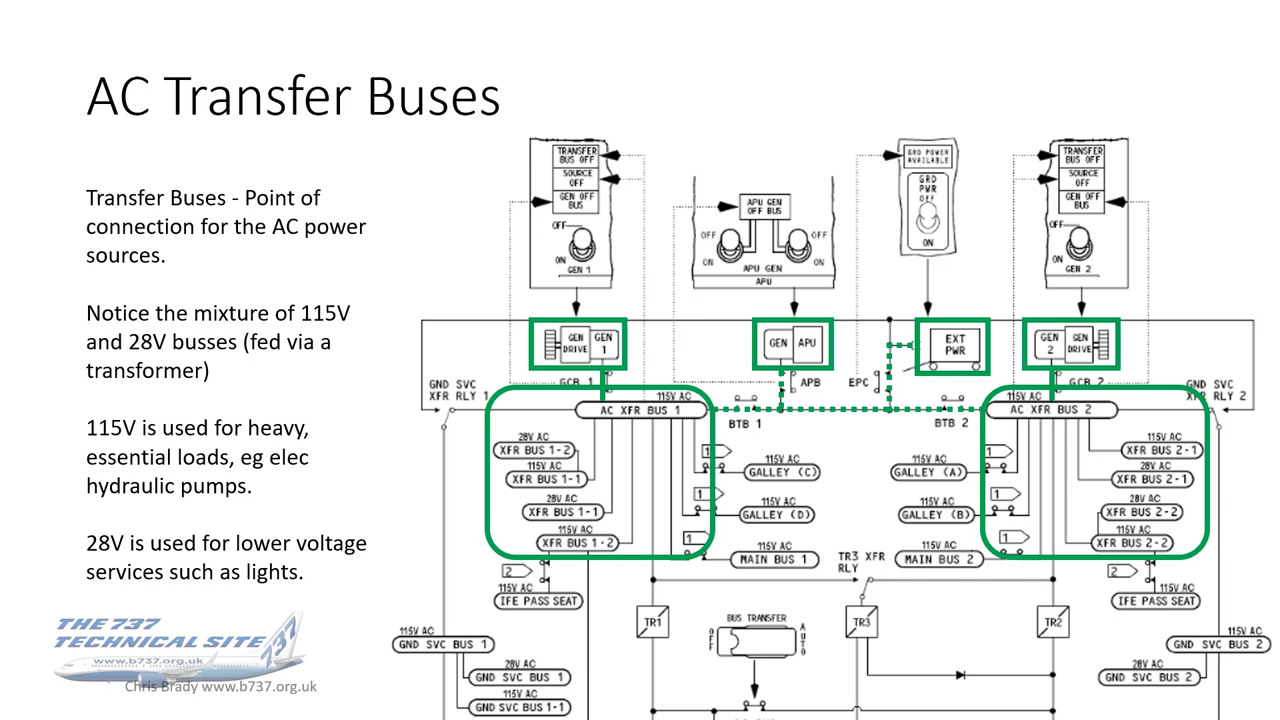 AC Transfer Buses
Transfer Buses - Point of
connection for the AC power
sources.
Notice the mixture of 115V
and 28V busses (fed via a
transformer)
115V is used for heavy,
essential loads, eg elec
hydraulic pumps.
28V is used for lower voltage
services such as lights.
THE 737
TECHNICAL SITE
737
www.b737.org.uk
Chris Brady www.b737.org.uk
TRANSFER
BUS OFF
SOURCE
OFF
GEN OFF
BUS
OFF
ON
GEN 1
APU GEN
OFF BUS
OFF
OFF
ON
ON
APU GEN
APU
GRD POWER
AVAILABLE
GRD
PWR
OFF
ON
TRANSFER
BUS OFF
SOURCE
OFF
GEN OFF
BUS
OFF
ON
GEN 2
GEN
DRIVE
GEN
1
GEN
APU
EXT
PWR
GEN
2
GEN
DRIVE
GND SVC
XFR RLY 1
GCB 1
APB
EPC
GCB 2
GND SVC
XFR RLY 2
115V AC
AC XFR BUS 1
BTB 1
BTB 2
115V AC
AC XFR BUS 2
28V AC
XFR BUS 1-2
115V AC
XFR BUS 1-1
28V AC
XFR BUS 1-1
115V AC
XFR BUS 1-2
1
115V AC
GALLEY (C)
1
115V AC
GALLEY (D)
1
115V AC
MAIN BUS 1
115V AC
GALLEY (A)
1
115V AC
GALLEY (B)
1
115V AC
MAIN BUS 2
1
115V AC
XFR BUS 2-1
28V AC
XFR BUS 2-1
28V AC
XFR BUS 2-2
115V AC
XFR BUS 2-2
2
115V AC
IFE PASS SEAT
TR3 XFR
RLY
2
115V AC
IFE PASS SEAT
TR1
BUS TRANSFER
OFF
AUTO
TR3
TR2
115V AC
GND SVC BUS 1
28V AC
GND SVC BUS 1
115V AC
GND SVC BUS 1-1
115V AC
GND SVC BUS 2
28V AC
GND SVC BUS 2